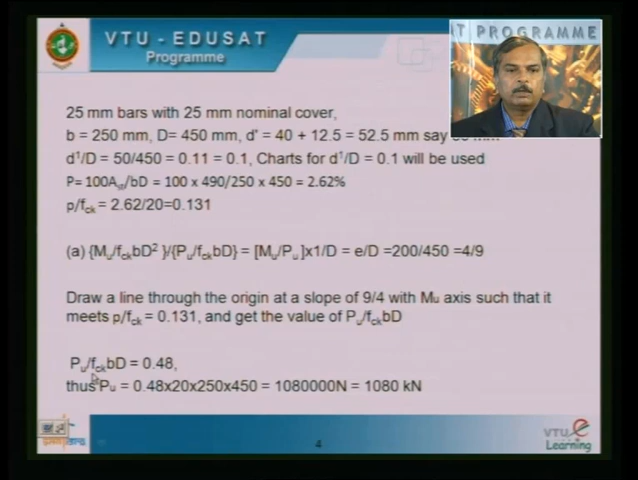 VTU - EDUSAT
Programme
T PROGRAMME
25 mm bars with 25 mm nominal cover,
b = 250 mm, D= 450 mm, d' = 40 + 12.5 = 52.5 mm say
d¹/D = 50/450 = 0.11 = 0.1, Charts for d¹/D = 0.1 will be used
P= 100Aₛₜ/bD = 100 x 490/250 x 450 = 2.62%
p/fck = 2.62/20=0.131
(a) {Mu/fckbD² }/{Pu/fckbD} = [Mu/Pu]x1/D = e/D =200/450 =4/9
Draw a line through the origin at a slope of 9/4 with Mu axis such that it
meets p/fck = 0.131, and get the value of Pu/fckbD
Pu/fckbD = 0.48,
thus Pu = 0.48x20x250x450 = 1080000N = 1080 kN
4
VTU e
Learning